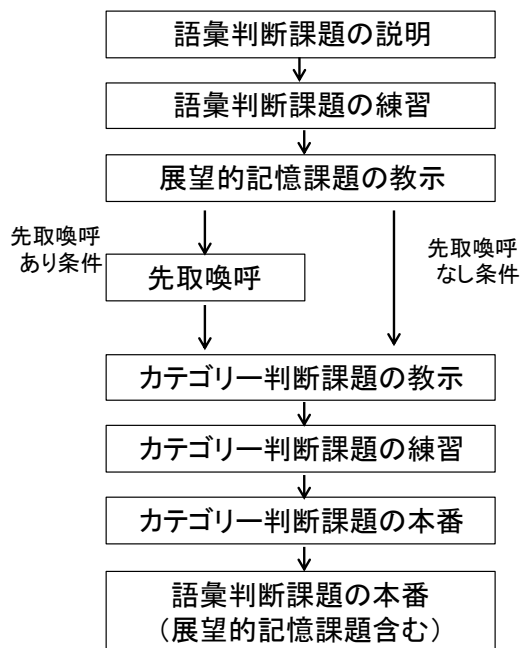 語彙判断課題の説明
語彙判断課題の練習
展望的記憶課題の教示
先取喚呼
あり条件
先取喚呼
なし条件
先取喚呼
カテゴリー判断課題の教示
カテゴリー判断課題の練習
カテゴリー判断課題の本番
語彙判断課題の本番
（展望的記憶課題含む）